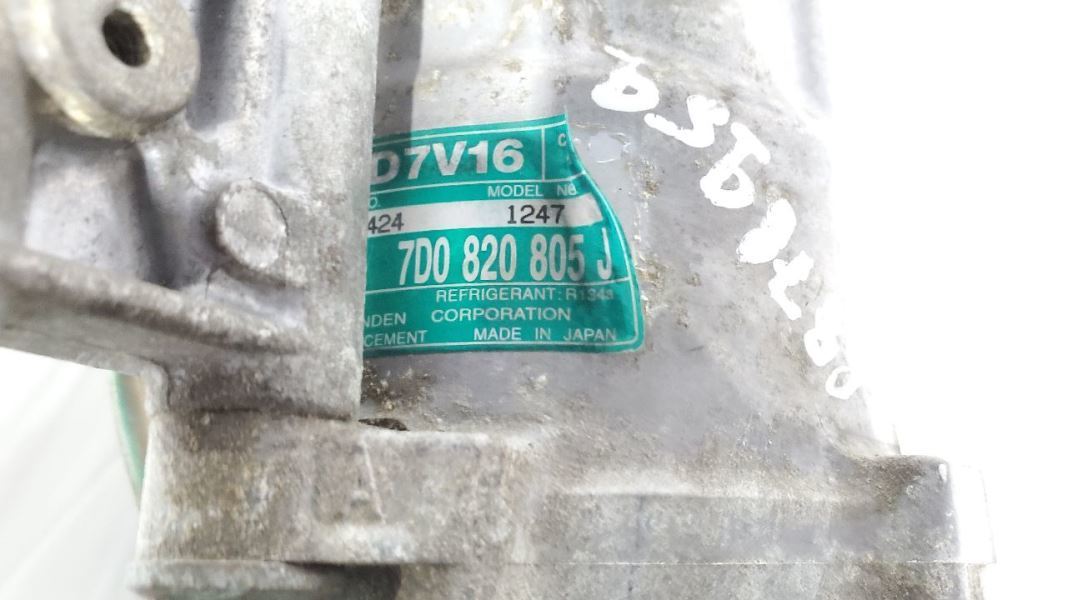 D7V16 C
O. MODEL No
424 1247
7D0 820 805 J
REFRIGERANT: R134a
NDEN CORPORATION
CEMENT MADE IN JAPAN